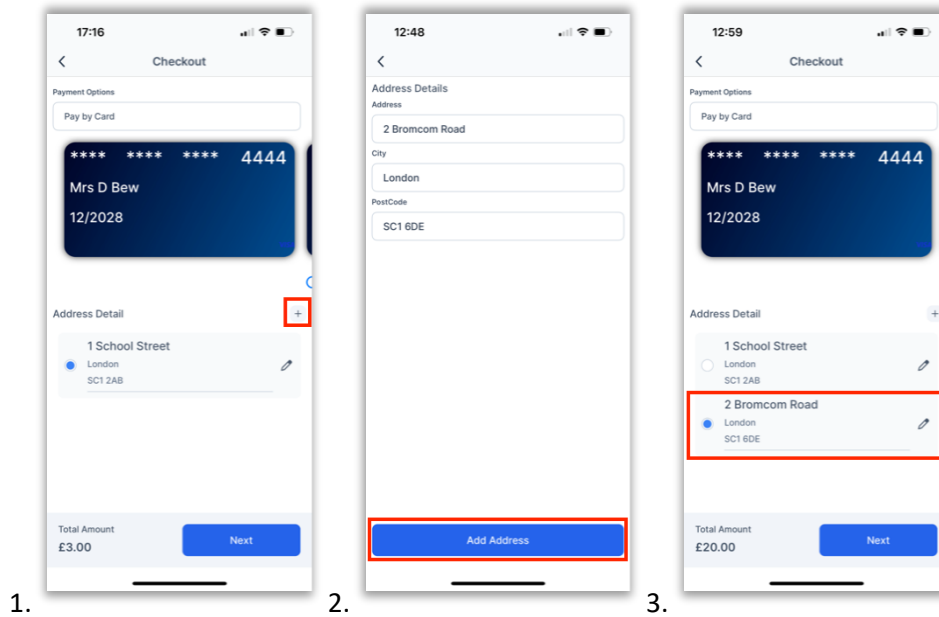 17:16
Checkout
Payment Options
Pay by Card
**** **** **** 4444
Mrs D Bew
12/2028
Address Detail +
1 School Street
London
SC1 2AB
Total Amount
£3.00
Next
1.
12:48
Address Details
Address
2 Bromcom Road
City
London
PostCode
SC1 6DE
Add Address
2.
12:59
Checkout
Payment Options
Pay by Card
**** **** **** 4444
Mrs D Bew
12/2028
Address Detail +
1 School Street
London
SC1 2AB
2 Bromcom Road
London
SC1 6DE
Total Amount
£20.00
Next
3.